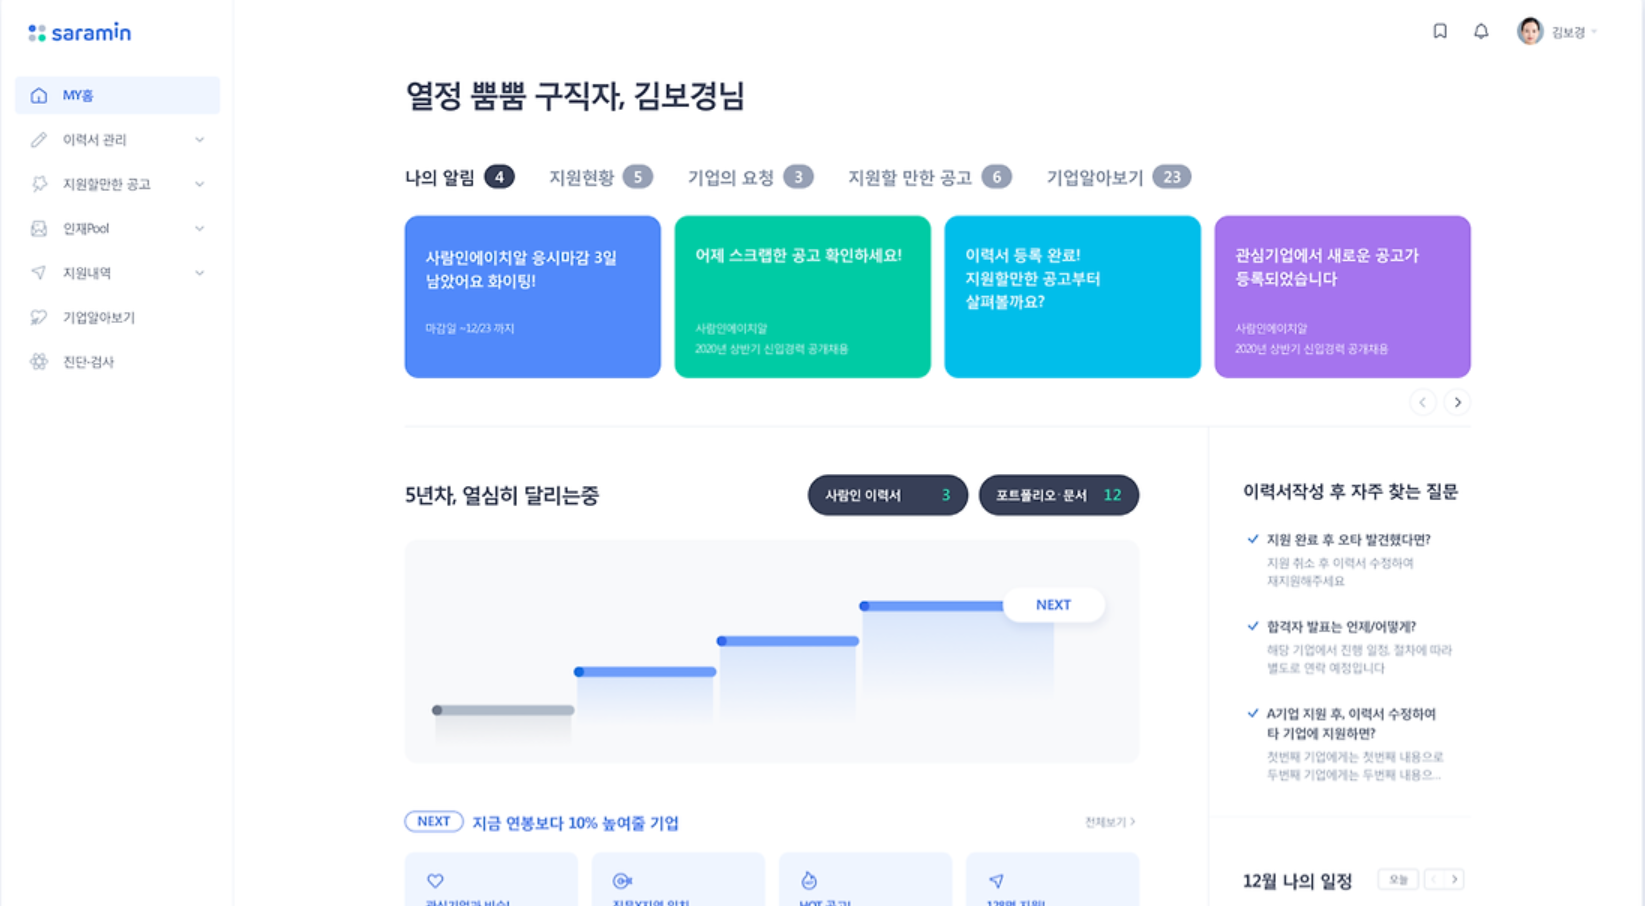 saramin
김보경
MY홈
이력서 관리
지원할만한 공고
인재Pool
지원내역
기업알아보기
진단·검사
열정 뿜뿜 구직자, 김보경님
나의 알림 4
지원현황 5
기업의 요청 3
지원할 만한 공고 6
기업알아보기 23
사람인에이치알 응시마감 3일
남았어요 화이팅!
마감일 ~12/23 까지
어제 스크랩한 공고 확인하세요!
사람인에이치알
2020년 상반기 신입경력 공개채용
이력서 등록 완료!
지원할만한 공고부터
살펴볼까요?
관심기업에서 새로운 공고가
등록되었습니다
사람인에이치알
2020년 상반기 신입경력 공개채용
5년차, 열심히 달리는중
사람인 이력서 3
포트폴리오·문서 12
NEXT
NEXT 지금 연봉보다 10% 높여줄 기업
전체보기
관심기업과 비슷!
직무X지역 일치
HOT 공고!
128명 지원!
이력서작성 후 자주 찾는 질문
지원 완료 후 오타 발견했다면?
지원 취소 후 이력서 수정하여
재지원해주세요
합격자 발표는 언제/어떻게?
해당 기업에서 진행 일정, 절차에 따라
별도로 연락 예정입니다
A기업 지원 후, 이력서 수정하여
타 기업에 지원하면?
첫번째 기업에게는 첫번째 내용으로
두번째 기업에게는 두번째 내용으...
12월 나의 일정
오늘